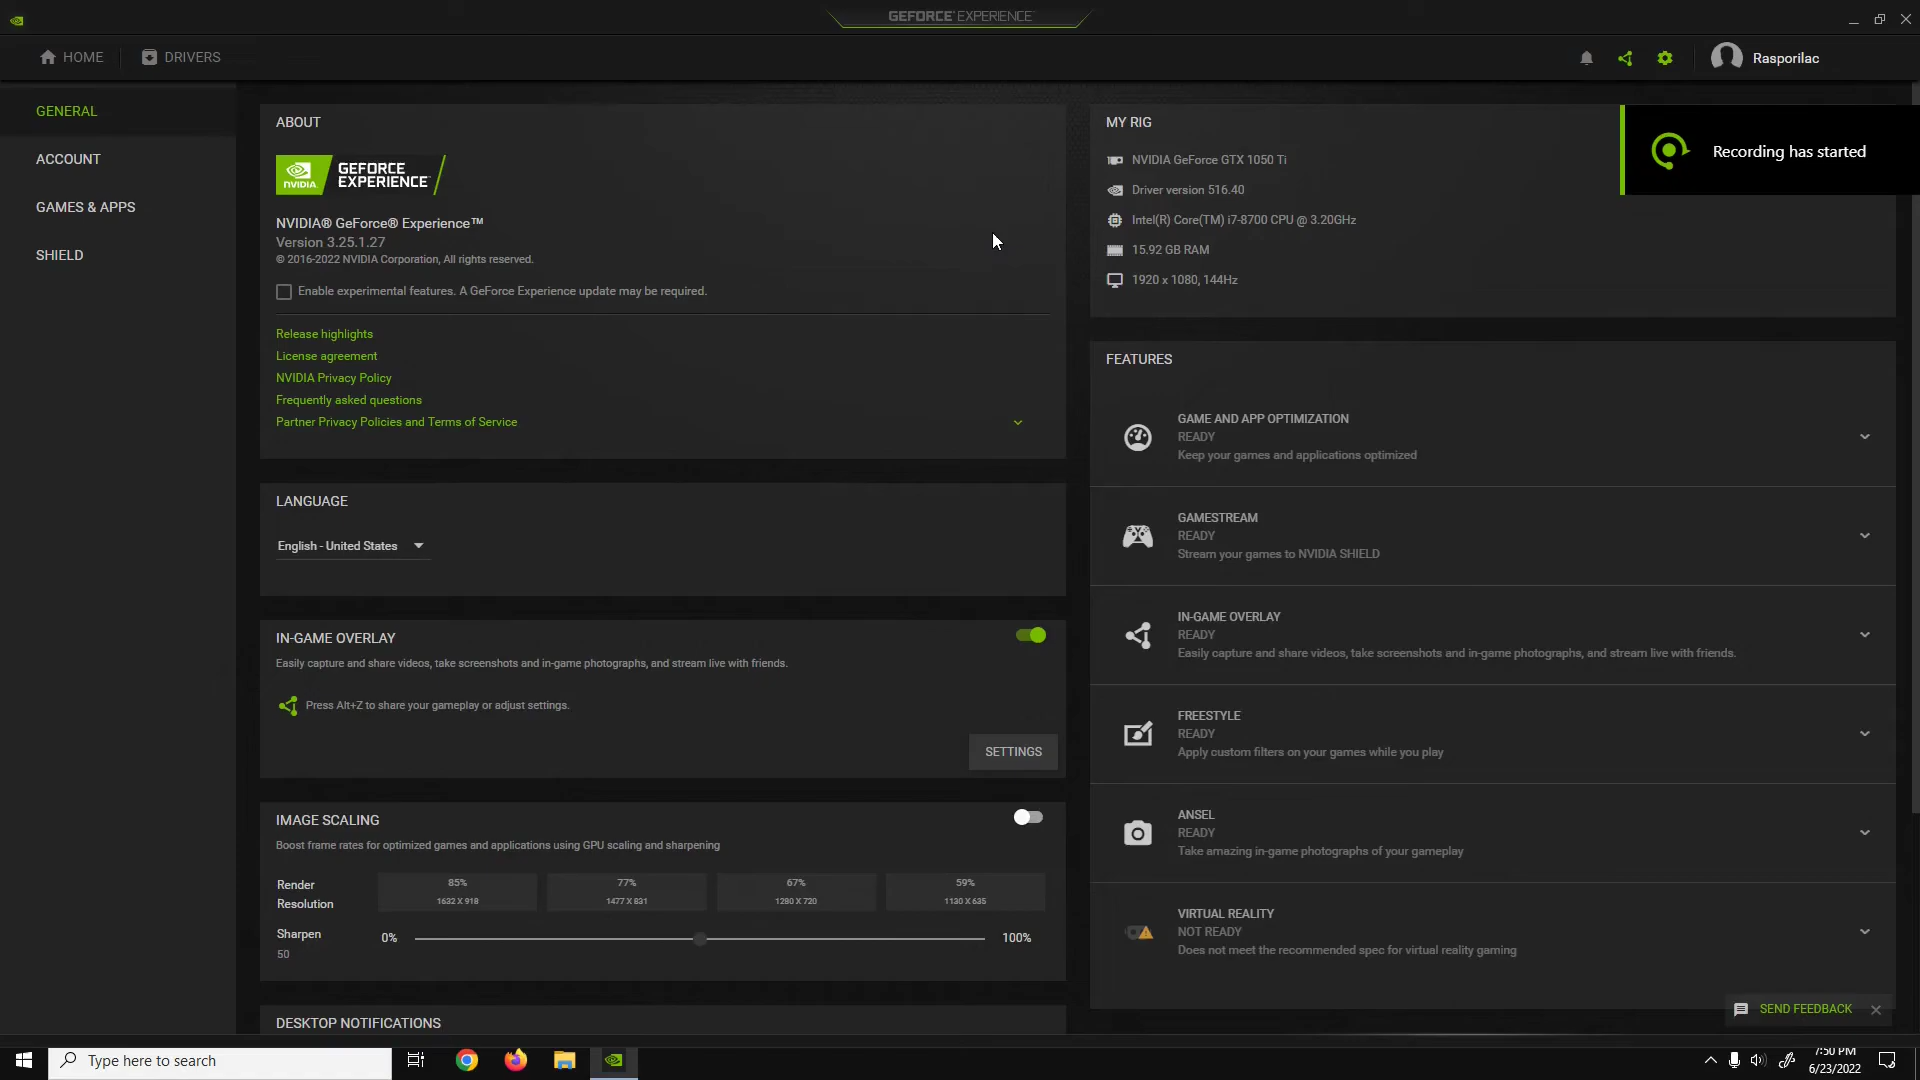 GEFORCE® EXPERIENCE
HOME
DRIVERS
Rasporilac
GENERAL
ACCOUNT
GAMES & APPS
SHIELD
ABOUT
NVIDIA.
GEFORCE
EXPERIENCE
NVIDIA® GeForce® Experience™
Version 3.25.1.27
© 2016-2022 NVIDIA Corporation, All rights reserved.
Enable experimental features. A GeForce Experience update may be required.
Release highlights
License agreement
NVIDIA Privacy Policy
Frequently asked questions
Partner Privacy Policies and Terms of Service
LANGUAGE
English - United States
IN-GAME OVERLAY
Easily capture and share videos, take screenshots and in-game photographs, and stream live with friends.
Press Alt+Z to share your gameplay or adjust settings.
SETTINGS
IMAGE SCALING
Boost frame rates for optimized games and applications using GPU scaling and sharpening
Render
Resolution
85%
1632 X 918
77%
1477 X 831
67%
1280 X 720
59%
1130 X 635
Sharpen
50
0%
100%
DESKTOP NOTIFICATIONS
MY RIG
NVIDIA GeForce GTX 1050 Ti
Driver version 516.40
Intel(R) Core(TM) i7-8700 CPU @ 3.20GHz
15.92 GB RAM
1920 x 1080, 144Hz
Recording has started
FEATURES
GAME AND APP OPTIMIZATION
READY
Keep your games and applications optimized
GAMESTREAM
READY
Stream your games to NVIDIA SHIELD
IN-GAME OVERLAY
READY
Easily capture and share videos, take screenshots and in-game photographs, and stream live with friends.
FREESTYLE
READY
Apply custom filters on your games while you play
ANSEL
READY
Take amazing in-game photographs of your gameplay
VIRTUAL REALITY
NOT READY
Does not meet the recommended spec for virtual reality gaming
SEND FEEDBACK
Type here to search
7:50 PM
6/23/2022